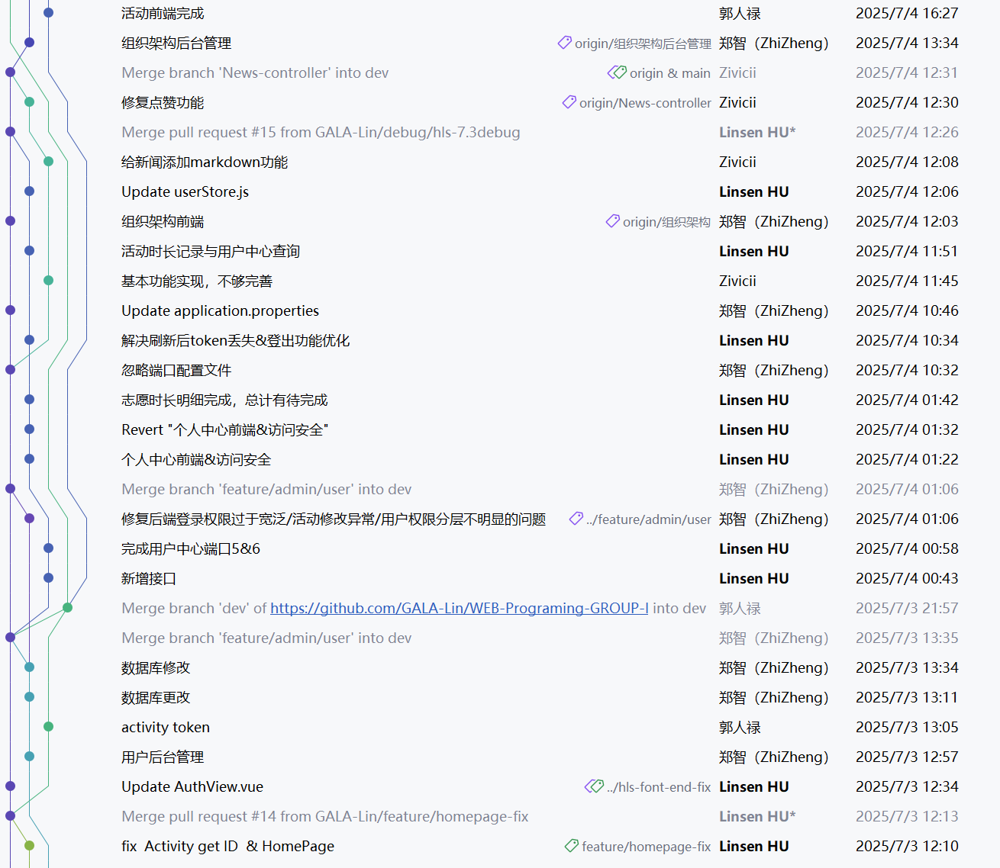 活动前端完成 郭人禄 2025/7/4 16:27
组织架构后台管理 origin/组织架构后台管理 郑智（ZhiZheng） 2025/7/4 13:34
Merge branch 'News-controller' into dev origin & main Zivicii 2025/7/4 12:31
修复点赞功能 origin/News-controller Zivicii 2025/7/4 12:30
Merge pull request #15 from GALA-Lin/debug/hls-7.3debug Linsen HU* 2025/7/4 12:26
给新闻添加markdown功能 Zivicii 2025/7/4 12:08
Update userStore.js Linsen HU 2025/7/4 12:06
组织架构前端 origin/组织架构 郑智（ZhiZheng） 2025/7/4 12:03
活动时长记录与用户中心查询 Linsen HU 2025/7/4 11:51
基本功能实现，不够完善 Zivicii 2025/7/4 11:45
Update application.properties 郑智（ZhiZheng） 2025/7/4 10:46
解决刷新后token丢失&登出功能优化 Linsen HU 2025/7/4 10:34
忽略端口配置文件 郑智（ZhiZheng） 2025/7/4 10:32
志愿时长明细完成，总计有待完成 Linsen HU 2025/7/4 01:42
Revert "个人中心前端&访问安全" Linsen HU 2025/7/4 01:32
个人中心前端&访问安全 Linsen HU 2025/7/4 01:22
Merge branch 'feature/admin/user' into dev 郑智（ZhiZheng） 2025/7/4 01:06
修复后端登录权限过于宽泛/活动修改异常/用户权限分层不明显的问题 ../feature/admin/user 郑智（ZhiZheng） 2025/7/4 01:06
完成用户中心端口5&6 Linsen HU 2025/7/4 00:58
新增接口 Linsen HU 2025/7/4 00:43
Merge branch 'dev' of https://github.com/GALA-Lin/WEB-Programing-GROUP-I into dev 郭人禄 2025/7/3 21:57
Merge branch 'feature/admin/user' into dev 郑智（ZhiZheng） 2025/7/3 13:35
数据库修改 郑智（ZhiZheng） 2025/7/3 13:34
数据库更改 郑智（ZhiZheng） 2025/7/3 13:11
activity token 郭人禄 2025/7/3 13:05
用户后台管理 郑智（ZhiZheng） 2025/7/3 12:57
Update AuthView.vue ../hls-font-end-fix Linsen HU 2025/7/3 12:34
Merge pull request #14 from GALA-Lin/feature/homepage-fix Linsen HU* 2025/7/3 12:13
fix  Activity get ID  & HomePage feature/homepage-fix Linsen HU 2025/7/3 12:10